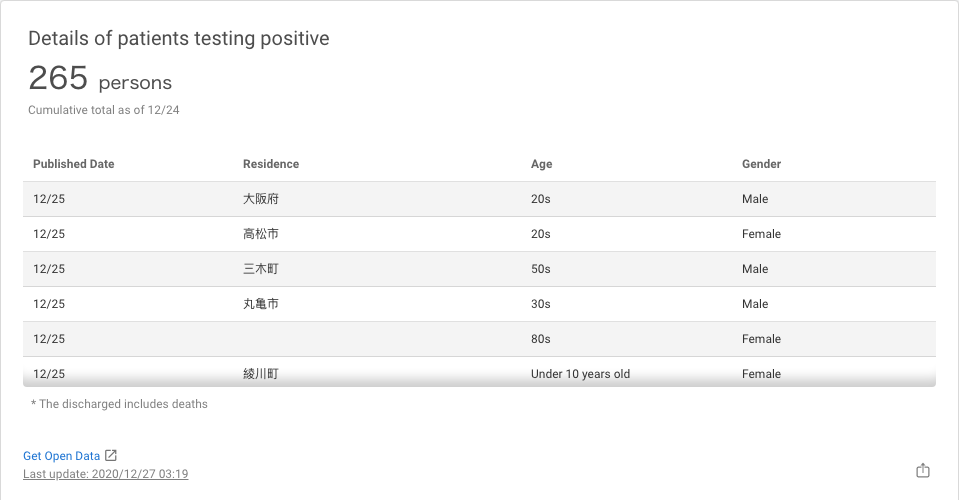 Details of patients testing positive
265 persons
Cumulative total as of 12/24
Published Date Residence Age Gender
12/25 大阪府 20s Male
12/25 高松市 20s Female
12/25 三木町 50s Male
12/25 丸亀市 30s Male
12/25 80s Female
12/25 綾川町 Under 10 years old Female
* The discharged includes deaths
Get Open Data
Last update: 2020/12/27 03:19